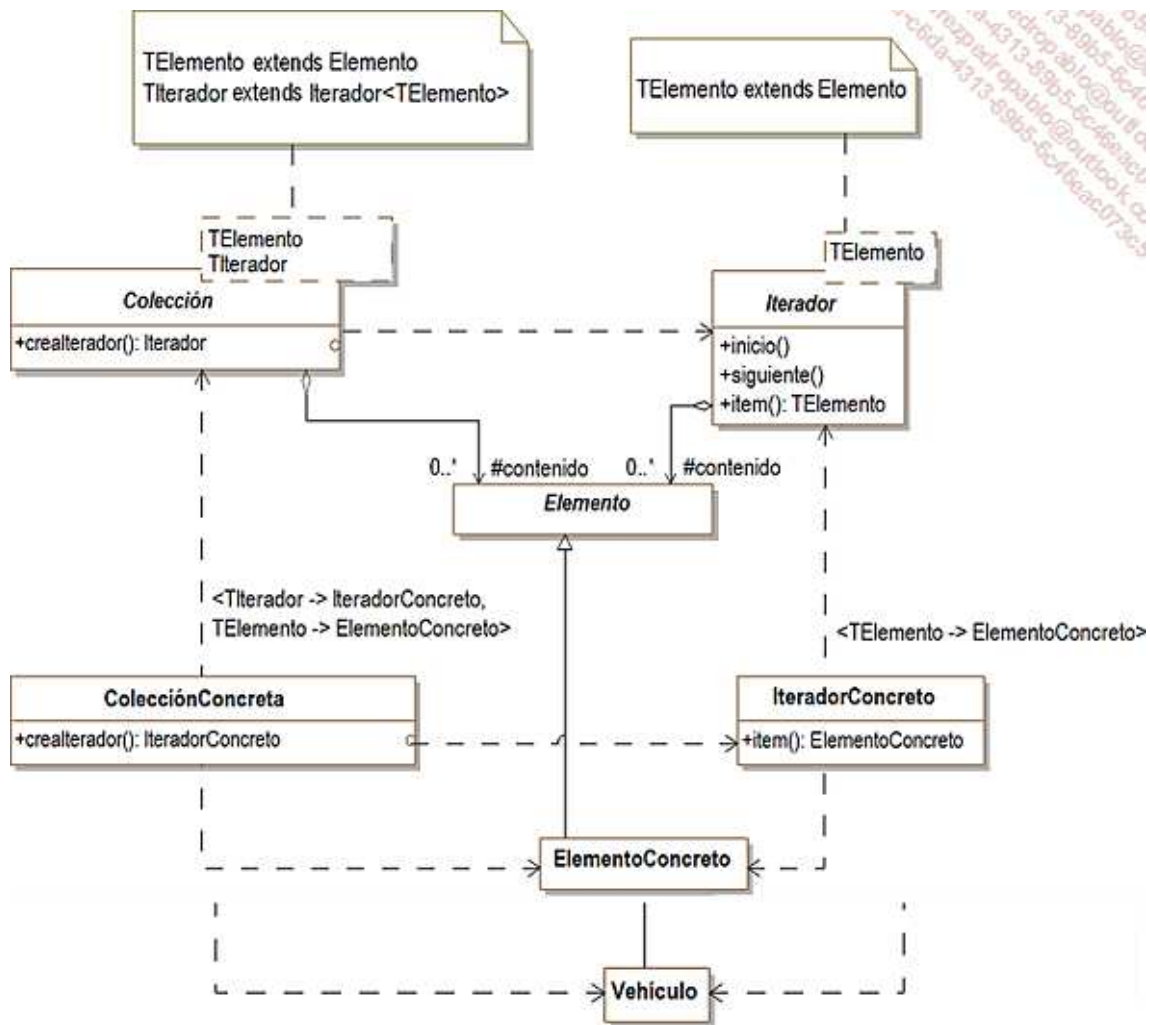 TElemento extends Elemento
TIterador extends Iterador<TElemento>
TElemento extends Elemento
TElemento
TIterador
TElemento
Colección
+creaIterador(): Iterador
Iterador
+inicio()
+siguiente()
+item(): TElemento
0..* #contenido
0..* #contenido
Elemento
<TIterador -> IteradorConcreto,
TElemento -> ElementoConcreto>
<TElemento -> ElementoConcreto>
ColecciónConcreta
+creaIterador(): IteradorConcreto
IteradorConcreto
+item(): ElementoConcreto
ElementoConcreto
Vehículo